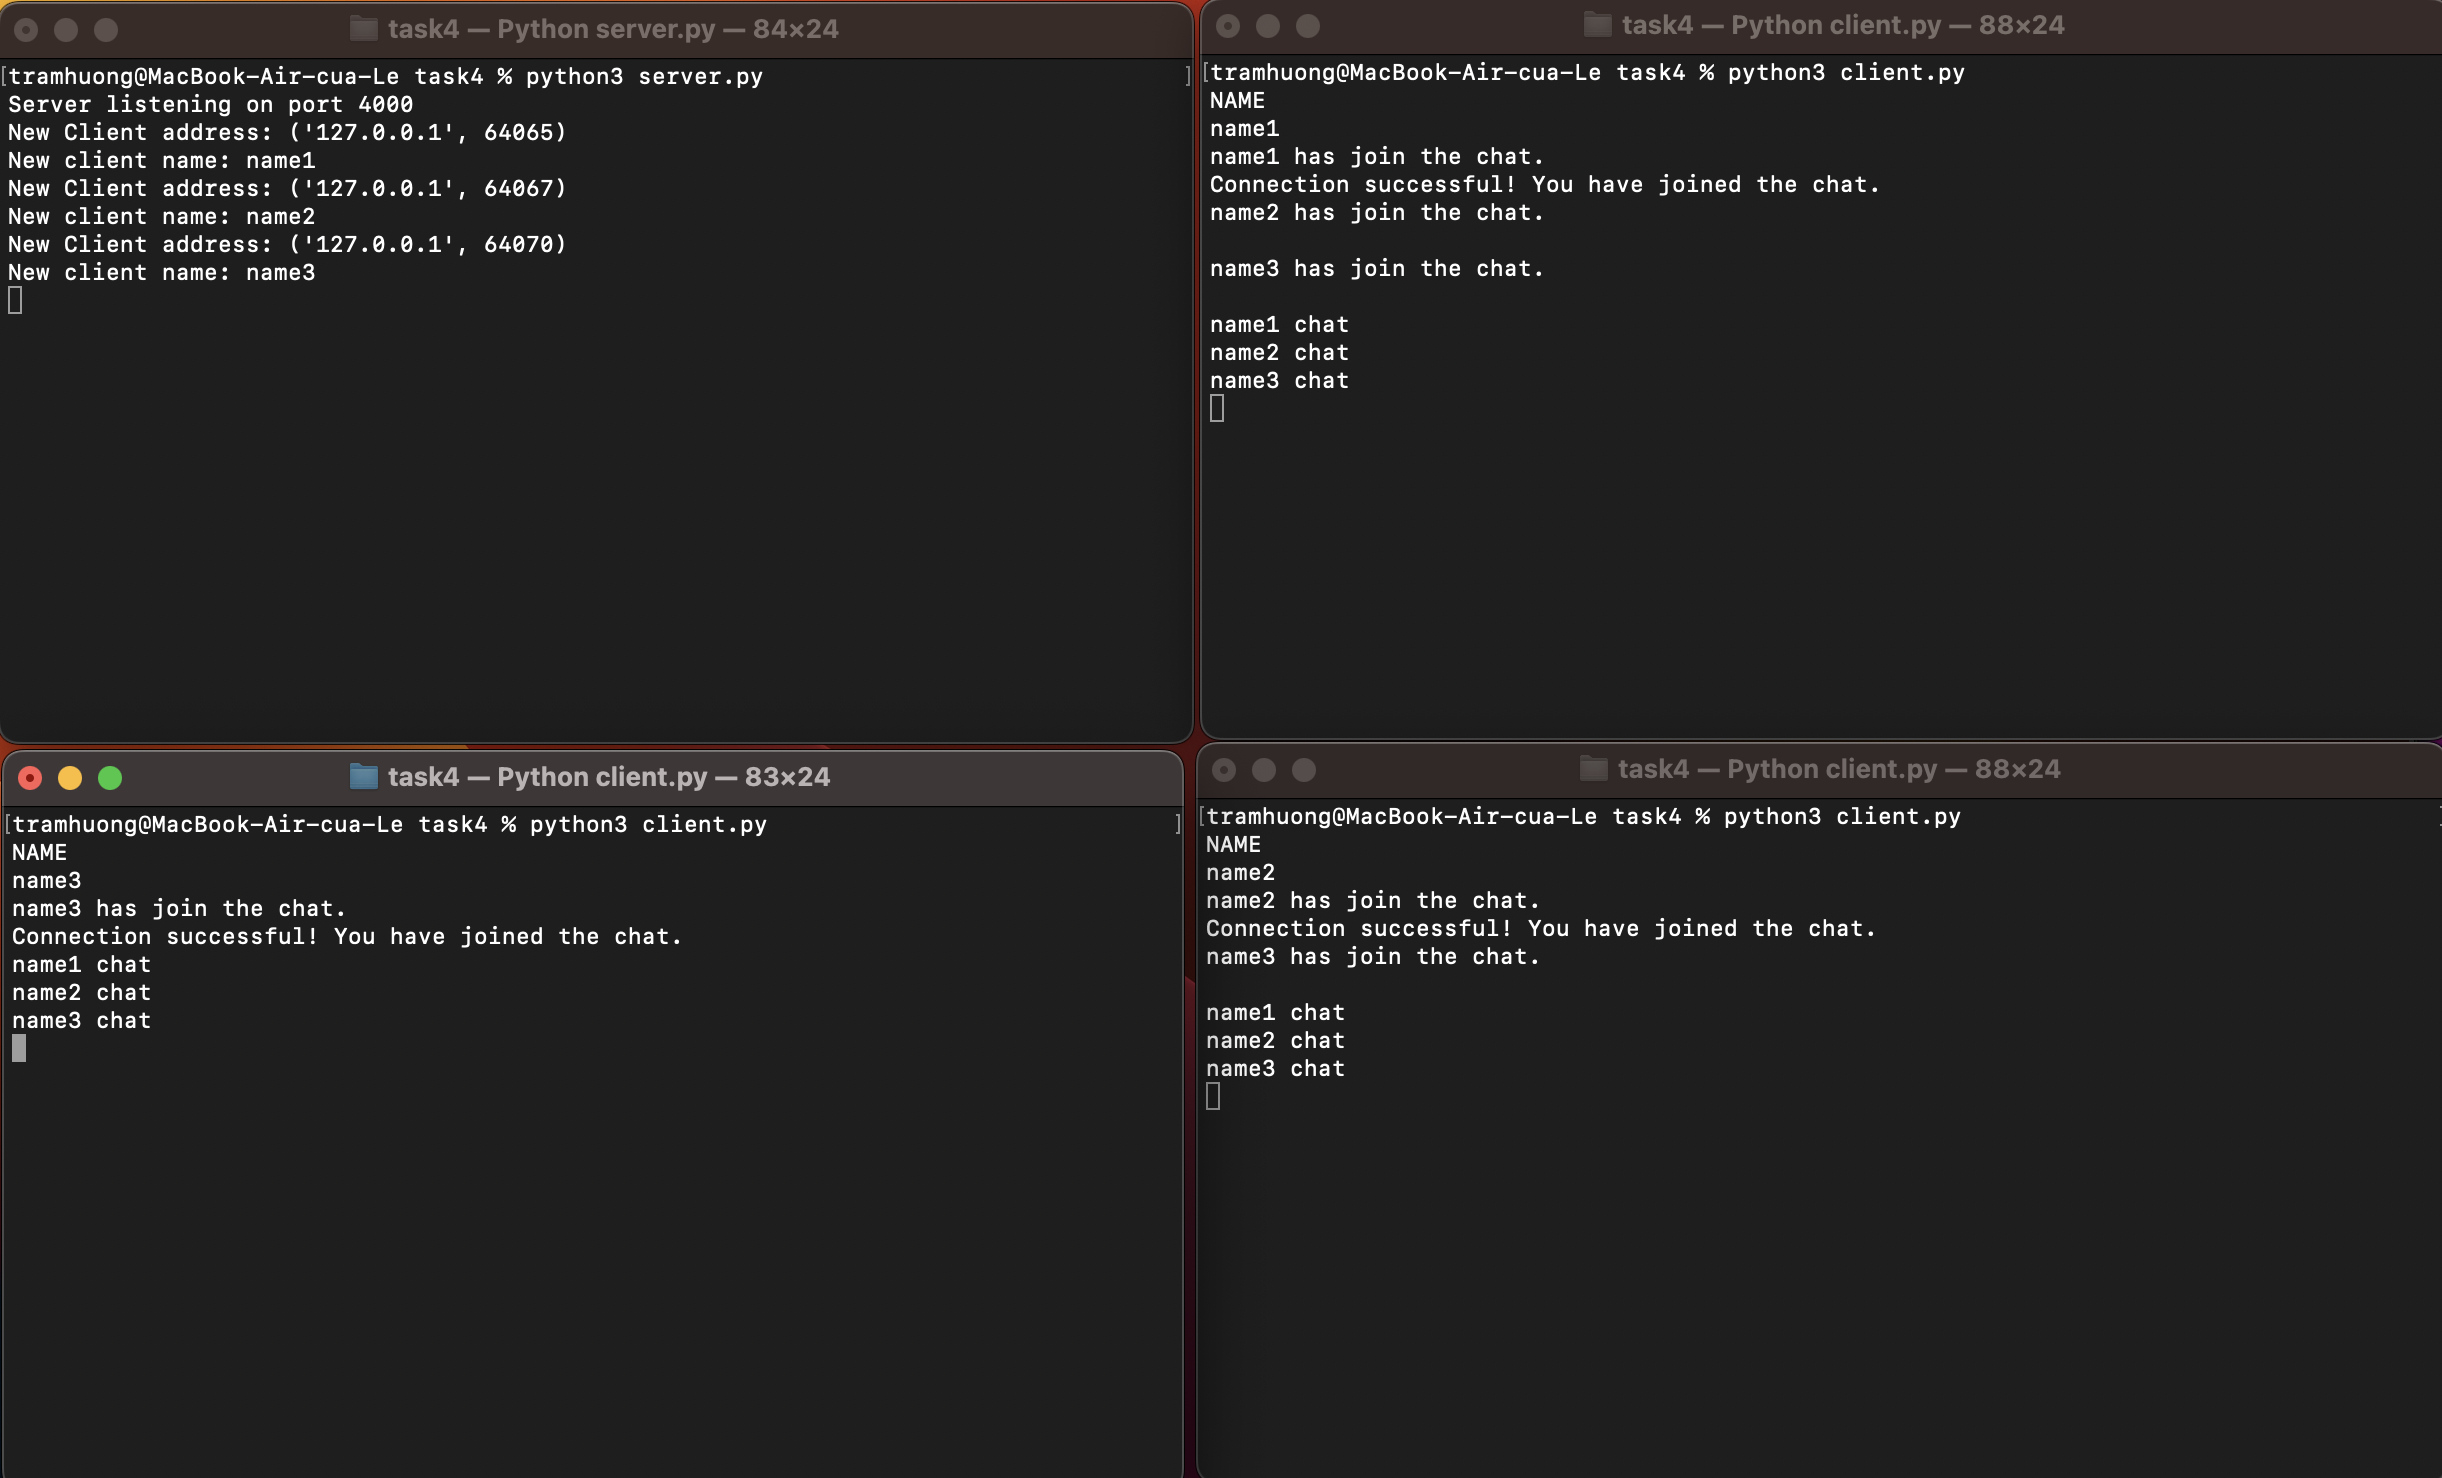 task4 — Python server.py — 84×24
[tramhuong@MacBook-Air-cua-Le task4 % python3 server.py ]
Server listening on port 4000
New Client address: ('127.0.0.1', 64065)
New client name: name1
New Client address: ('127.0.0.1', 64067)
New client name: name2
New Client address: ('127.0.0.1', 64070)
New client name: name3
task4 — Python client.py — 88×24
[tramhuong@MacBook-Air-cua-Le task4 % python3 client.py
NAME
name1
name1 has join the chat.
Connection successful! You have joined the chat.
name2 has join the chat.
name3 has join the chat.
name1 chat
name2 chat
name3 chat
task4 — Python client.py — 83×24
[tramhuong@MacBook-Air-cua-Le task4 % python3 client.py ]
NAME
name3
name3 has join the chat.
Connection successful! You have joined the chat.
name1 chat
name2 chat
name3 chat
task4 — Python client.py — 88×24
[tramhuong@MacBook-Air-cua-Le task4 % python3 client.py ]
NAME
name2
name2 has join the chat.
Connection successful! You have joined the chat.
name3 has join the chat.
name1 chat
name2 chat
name3 chat